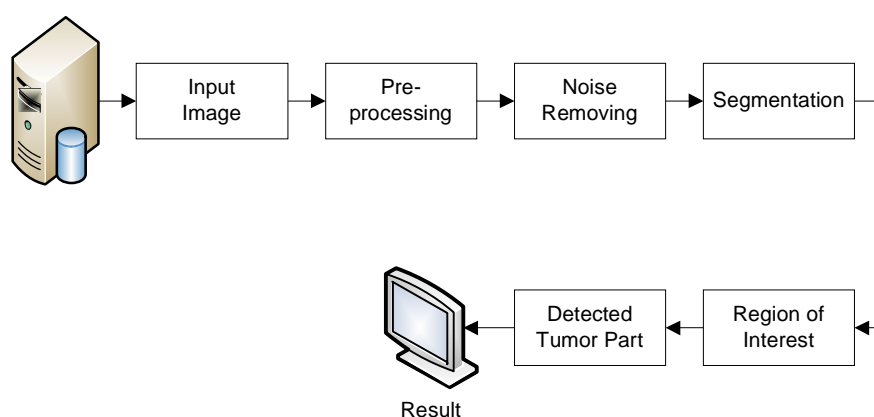 Input
Image
Pre-
processing
Noise
Removing
Segmentation
Region of
Interest
Detected
Tumor Part
Result